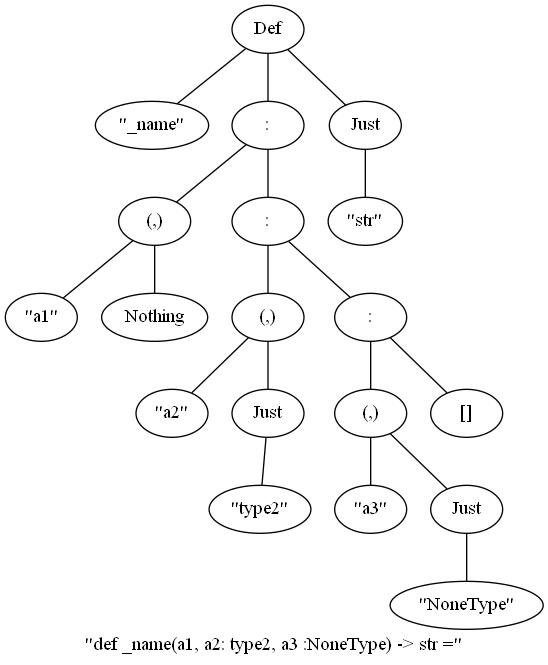 Def
"_name" : Just
(,) : "str"
"a1" Nothing (,) :
"a2" Just (,) []
"type2" "a3" Just
"NoneType"
"def _name(a1, a2: type2, a3 :NoneType) -> str ="